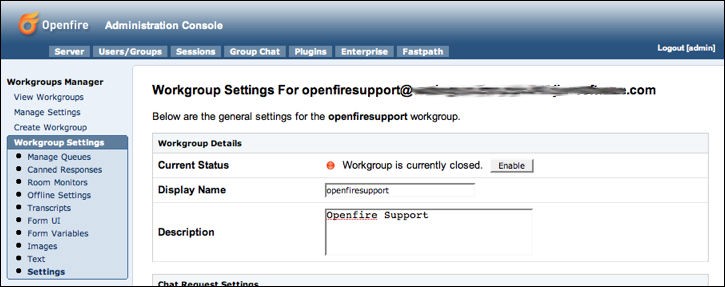 Openfire Administration Console
Server Users/Groups Sessions Group Chat Plugins Enterprise Fastpath
Logout [admin]
Workgroups Manager
View Workgroups
Manage Settings
Create Workgroup
Workgroup Settings
Manage Queues
Canned Responses
Room Monitors
Offline Settings
Transcripts
Form UI
Form Variables
Images
Text
Settings
Workgroup Settings For openfiresupport@ .com
Below are the general settings for the openfiresupport workgroup.
Workgroup Details
Current Status Workgroup is currently closed. Enable
Display Name openfiresupport
Description Openfire Support
Chat Request Settings